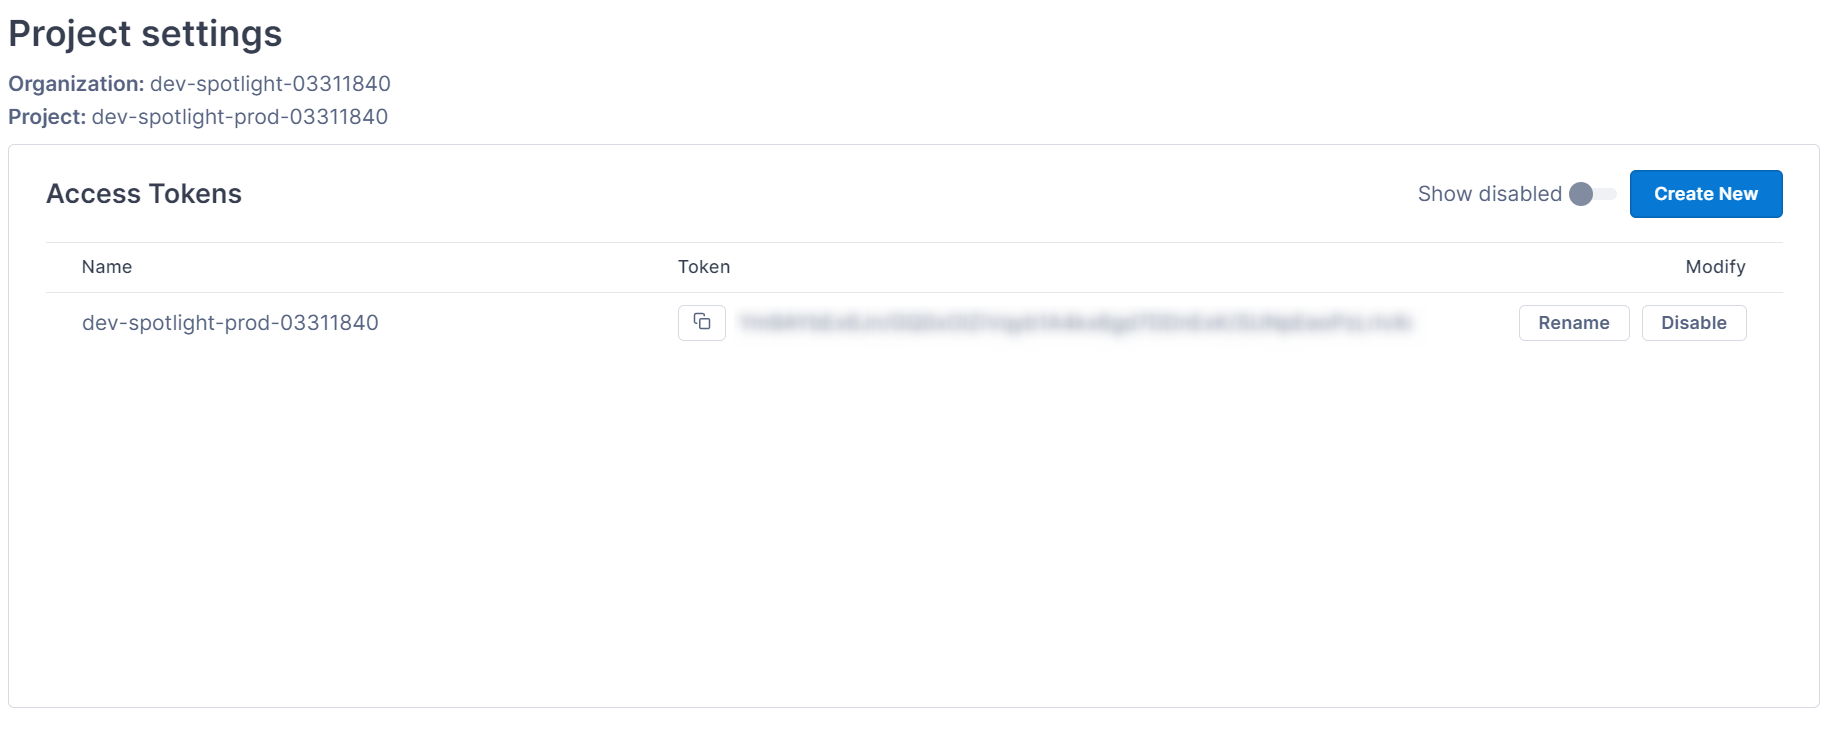 Project settings
Organization: dev-spotlight-03311840
Project: dev-spotlight-prod-03311840
Access Tokens
Show disabled
Create New
Name
Token
Modify
dev-spotlight-prod-03311840
Rename
Disable